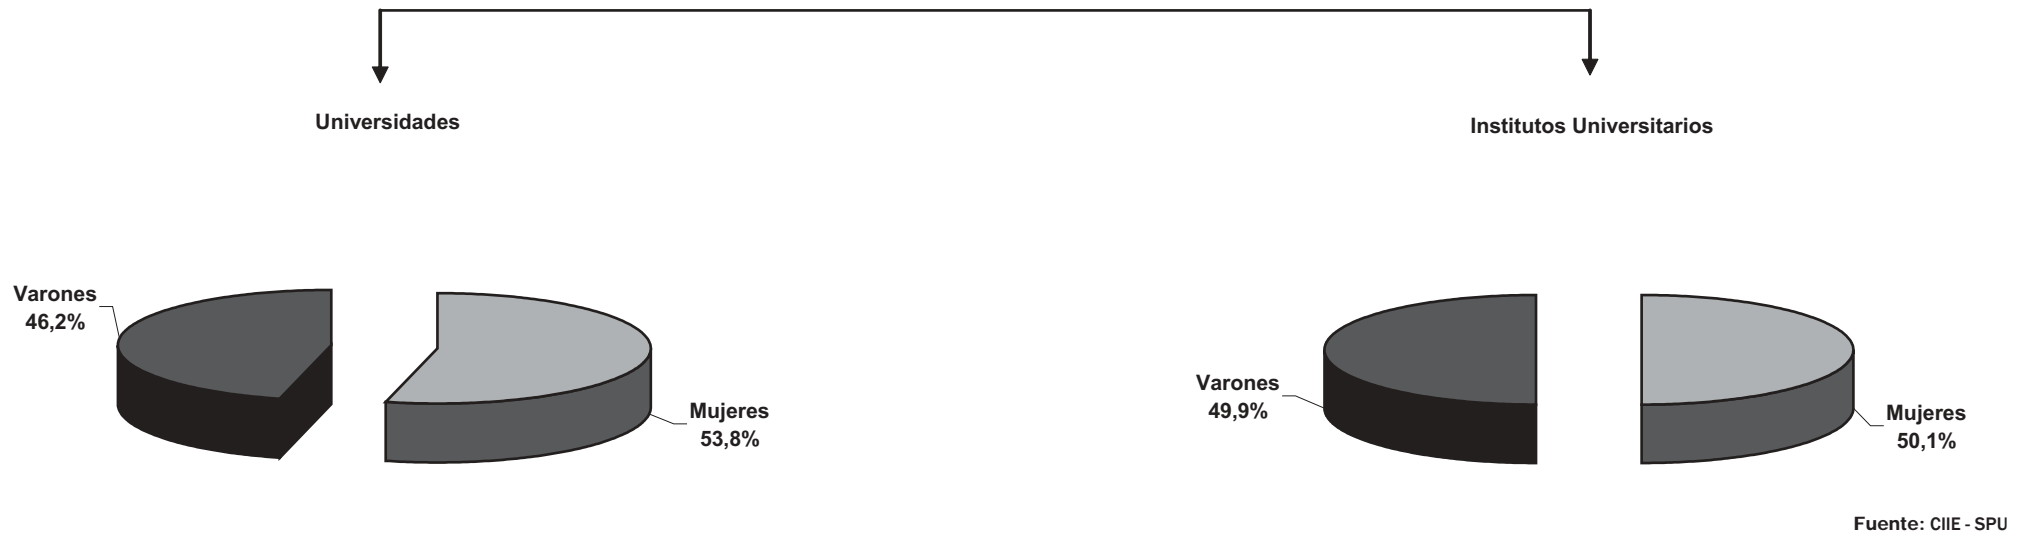 Universidades
Institutos Universitarios
Varones
46,2%
Mujeres
53,8%
Varones
49,9%
Mujeres
50,1%
Fuente: CIIE - SPU